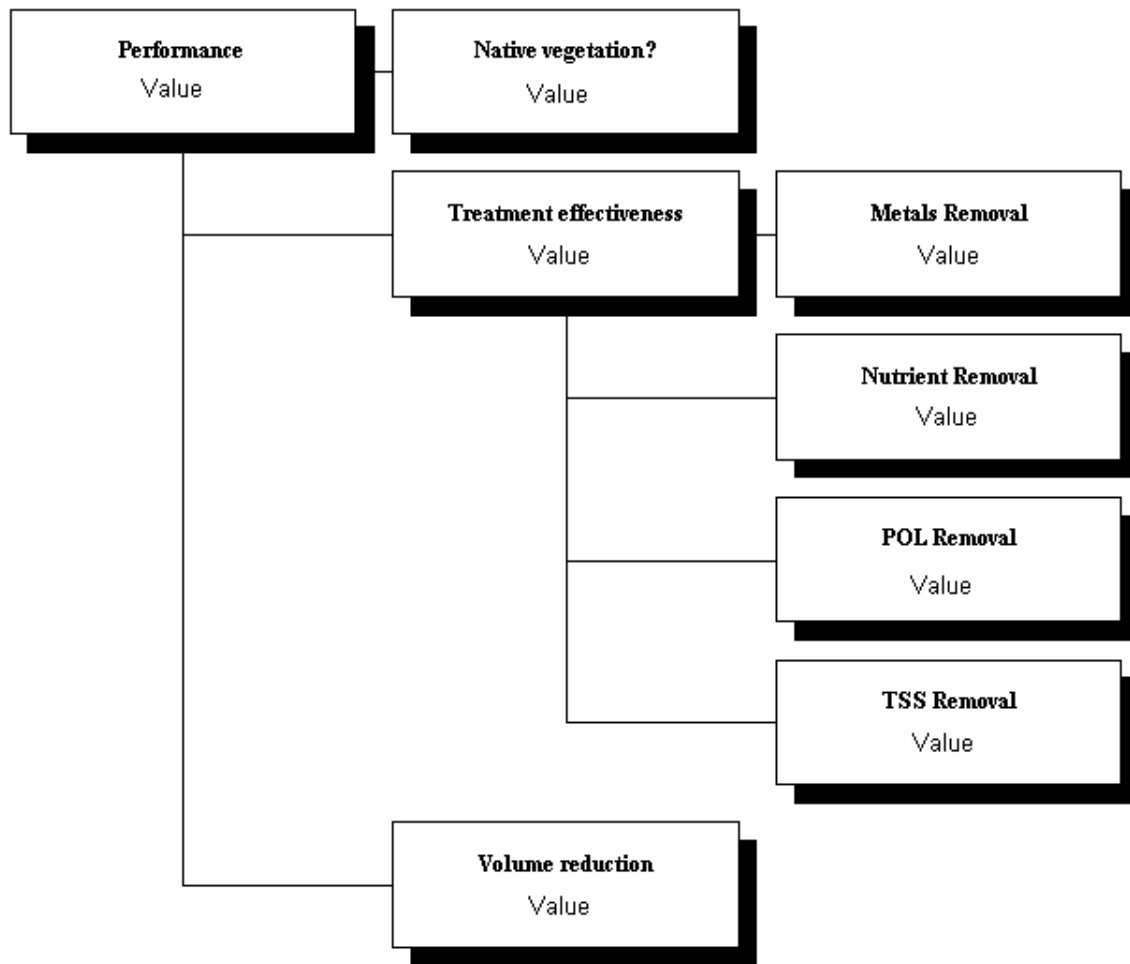 Performance
Value
Native vegetation?
Value
Treatment effectiveness
Value
Metals Removal
Value
Nutrient Removal
Value
POL Removal
Value
TSS Removal
Value
Volume reduction
Value